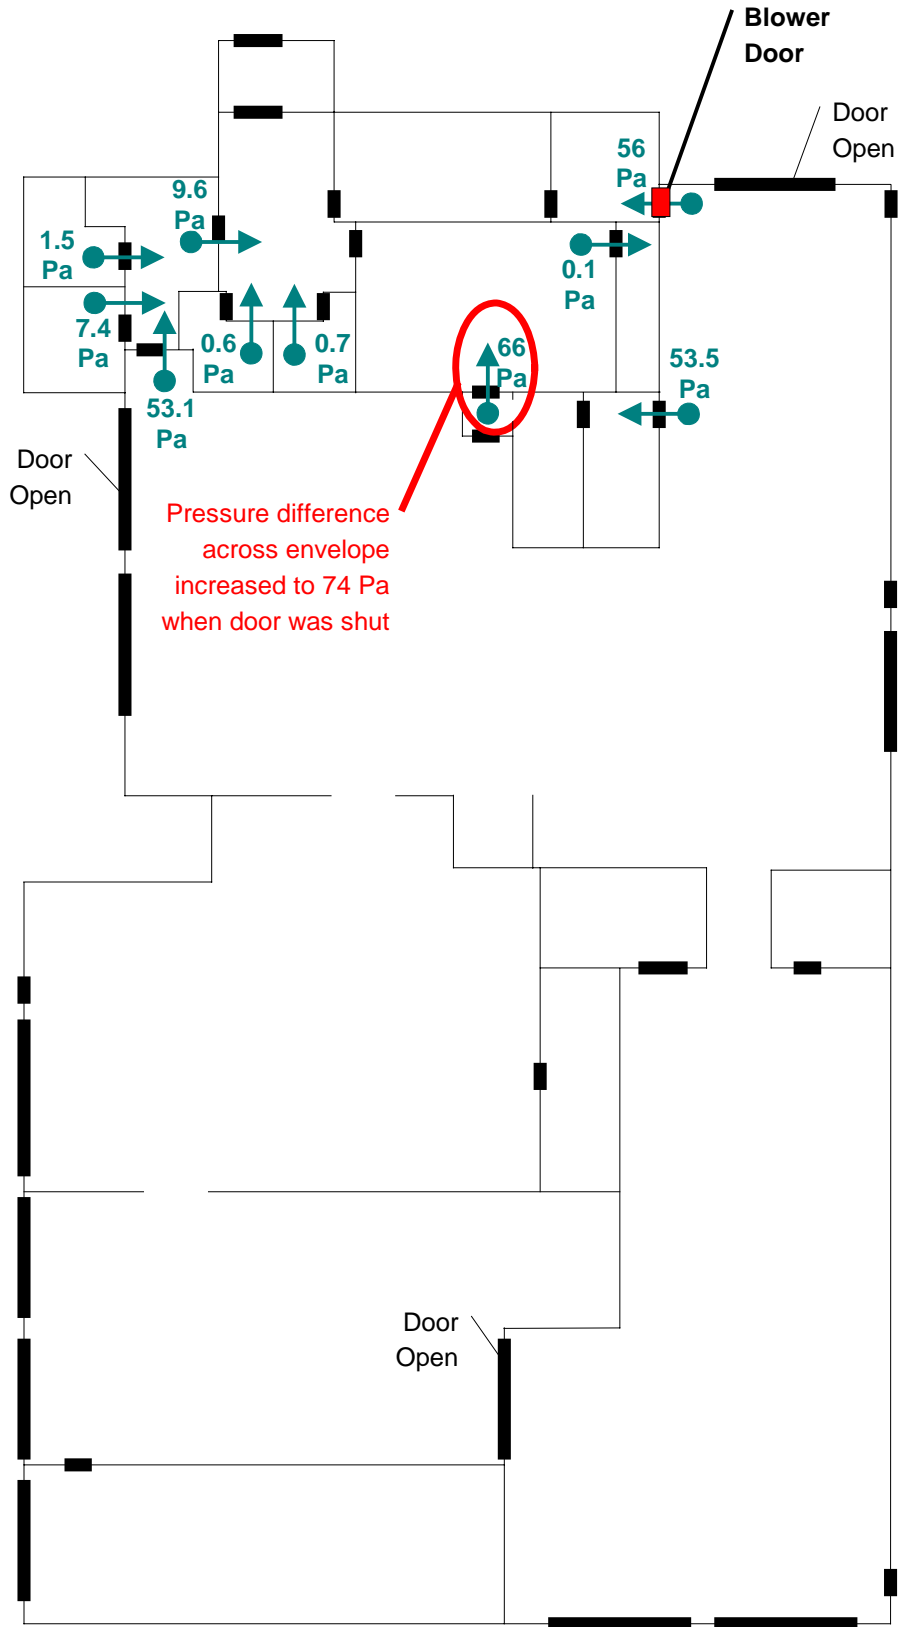 Blower
Door
Door
Open
56
Pa
9.6
Pa
1.5
Pa
0.1
Pa
7.4
Pa
0.6
Pa
0.7
Pa
66
Pa
53.5
Pa
53.1
Pa
Door
Open
Pressure difference
across envelope
increased to 74 Pa
when door was shut
Door
Open